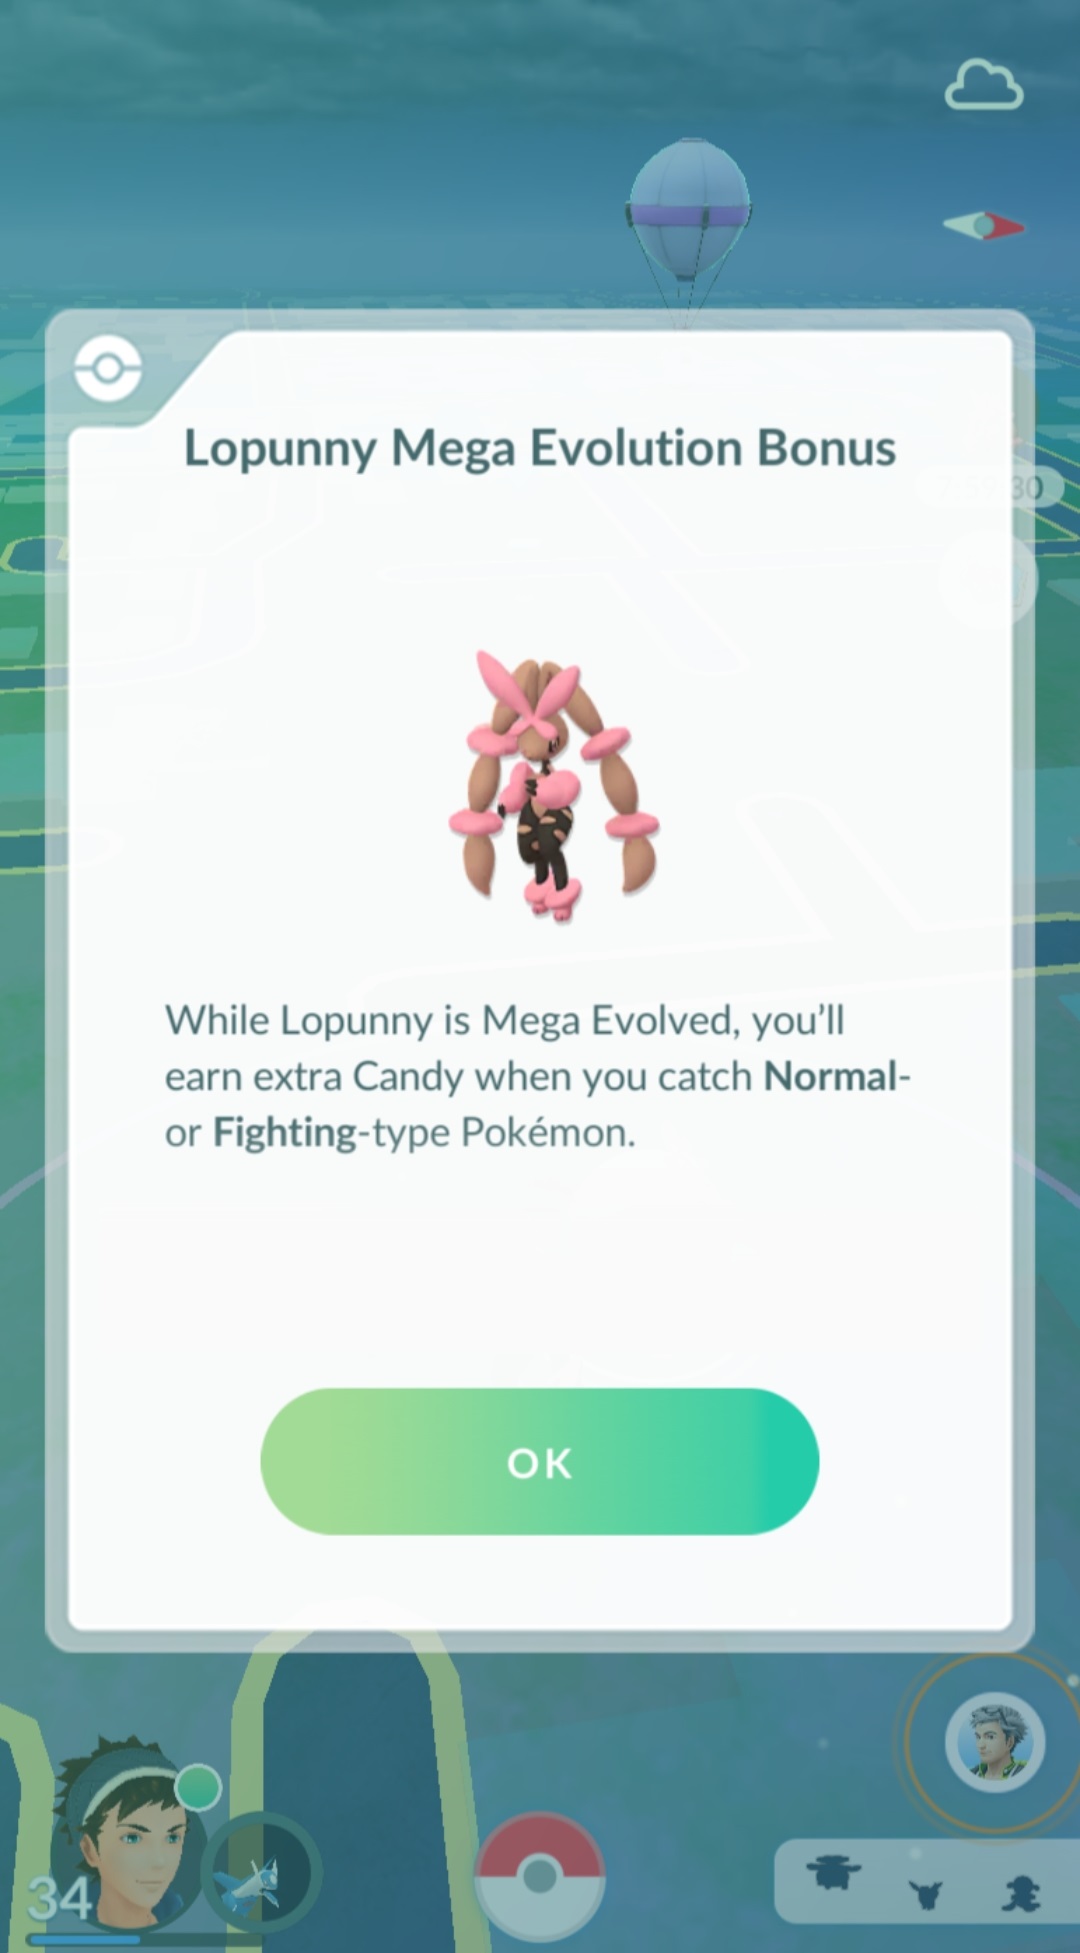 Lopunny Mega Evolution Bonus
While Lopunny is Mega Evolved, you’ll
earn extra Candy when you catch Normal-
or Fighting-type Pokémon.
OK
34